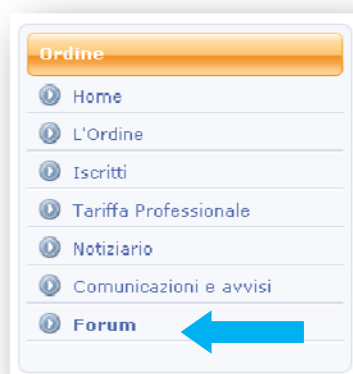 Ordine
Home
L'Ordine
Iscritti
Tariffa Professionale
Notiziario
Comunicazioni e avvisi
Forum